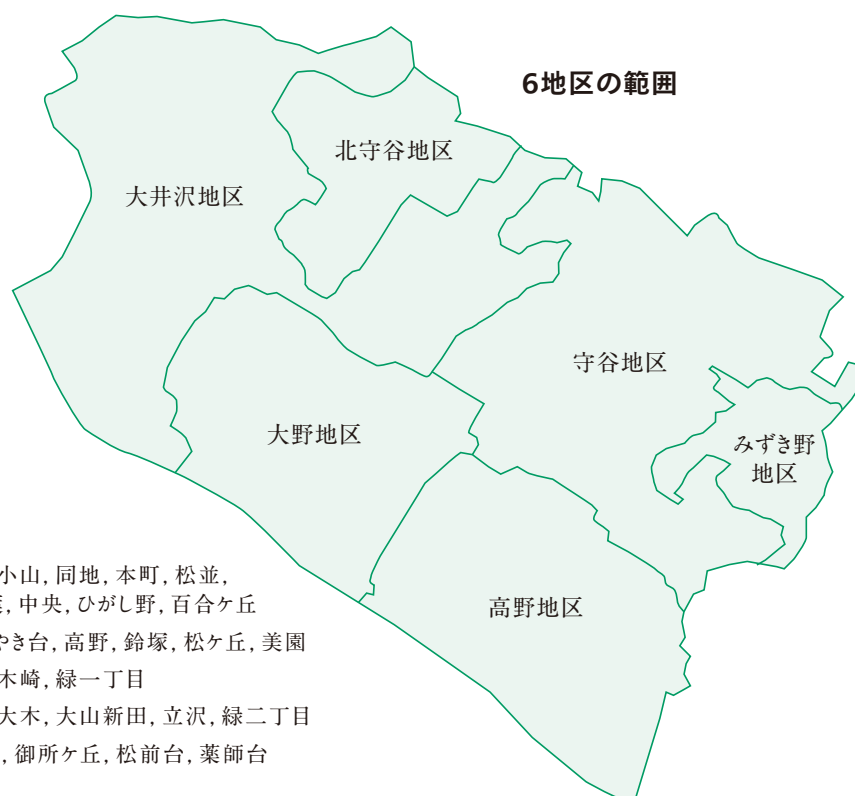 6地区の範囲
北守谷地区
大井沢地区
守谷地区
大野地区
みずき野
地区
高野地区
小山, 同地, 本町, 松並,
, 中央, ひがし野, 百合ケ丘
やき台, 高野, 鈴塚, 松ケ丘, 美園
木崎, 緑一丁目
大木, 大山新田, 立沢, 緑二丁目
, 御所ケ丘, 松前台, 薬師台